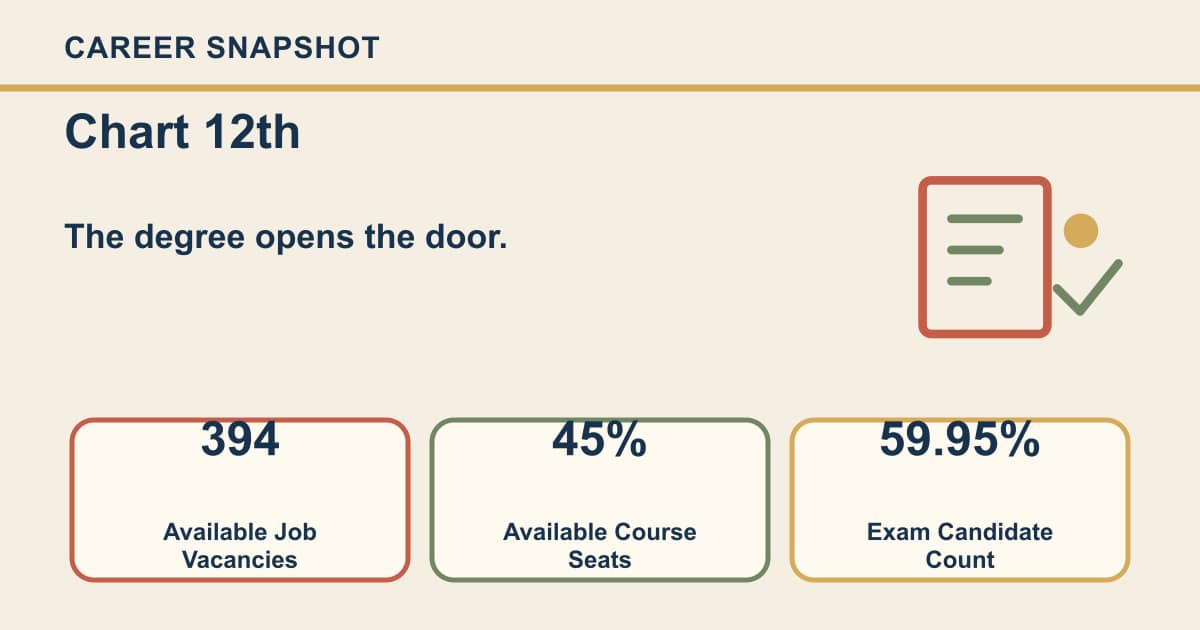 CAREER SNAPSHOT
Chart 12th
The degree opens the door.
394
Available Job
Vacancies
45%
Available Course
Seats
59.95%
Exam Candidate
Count